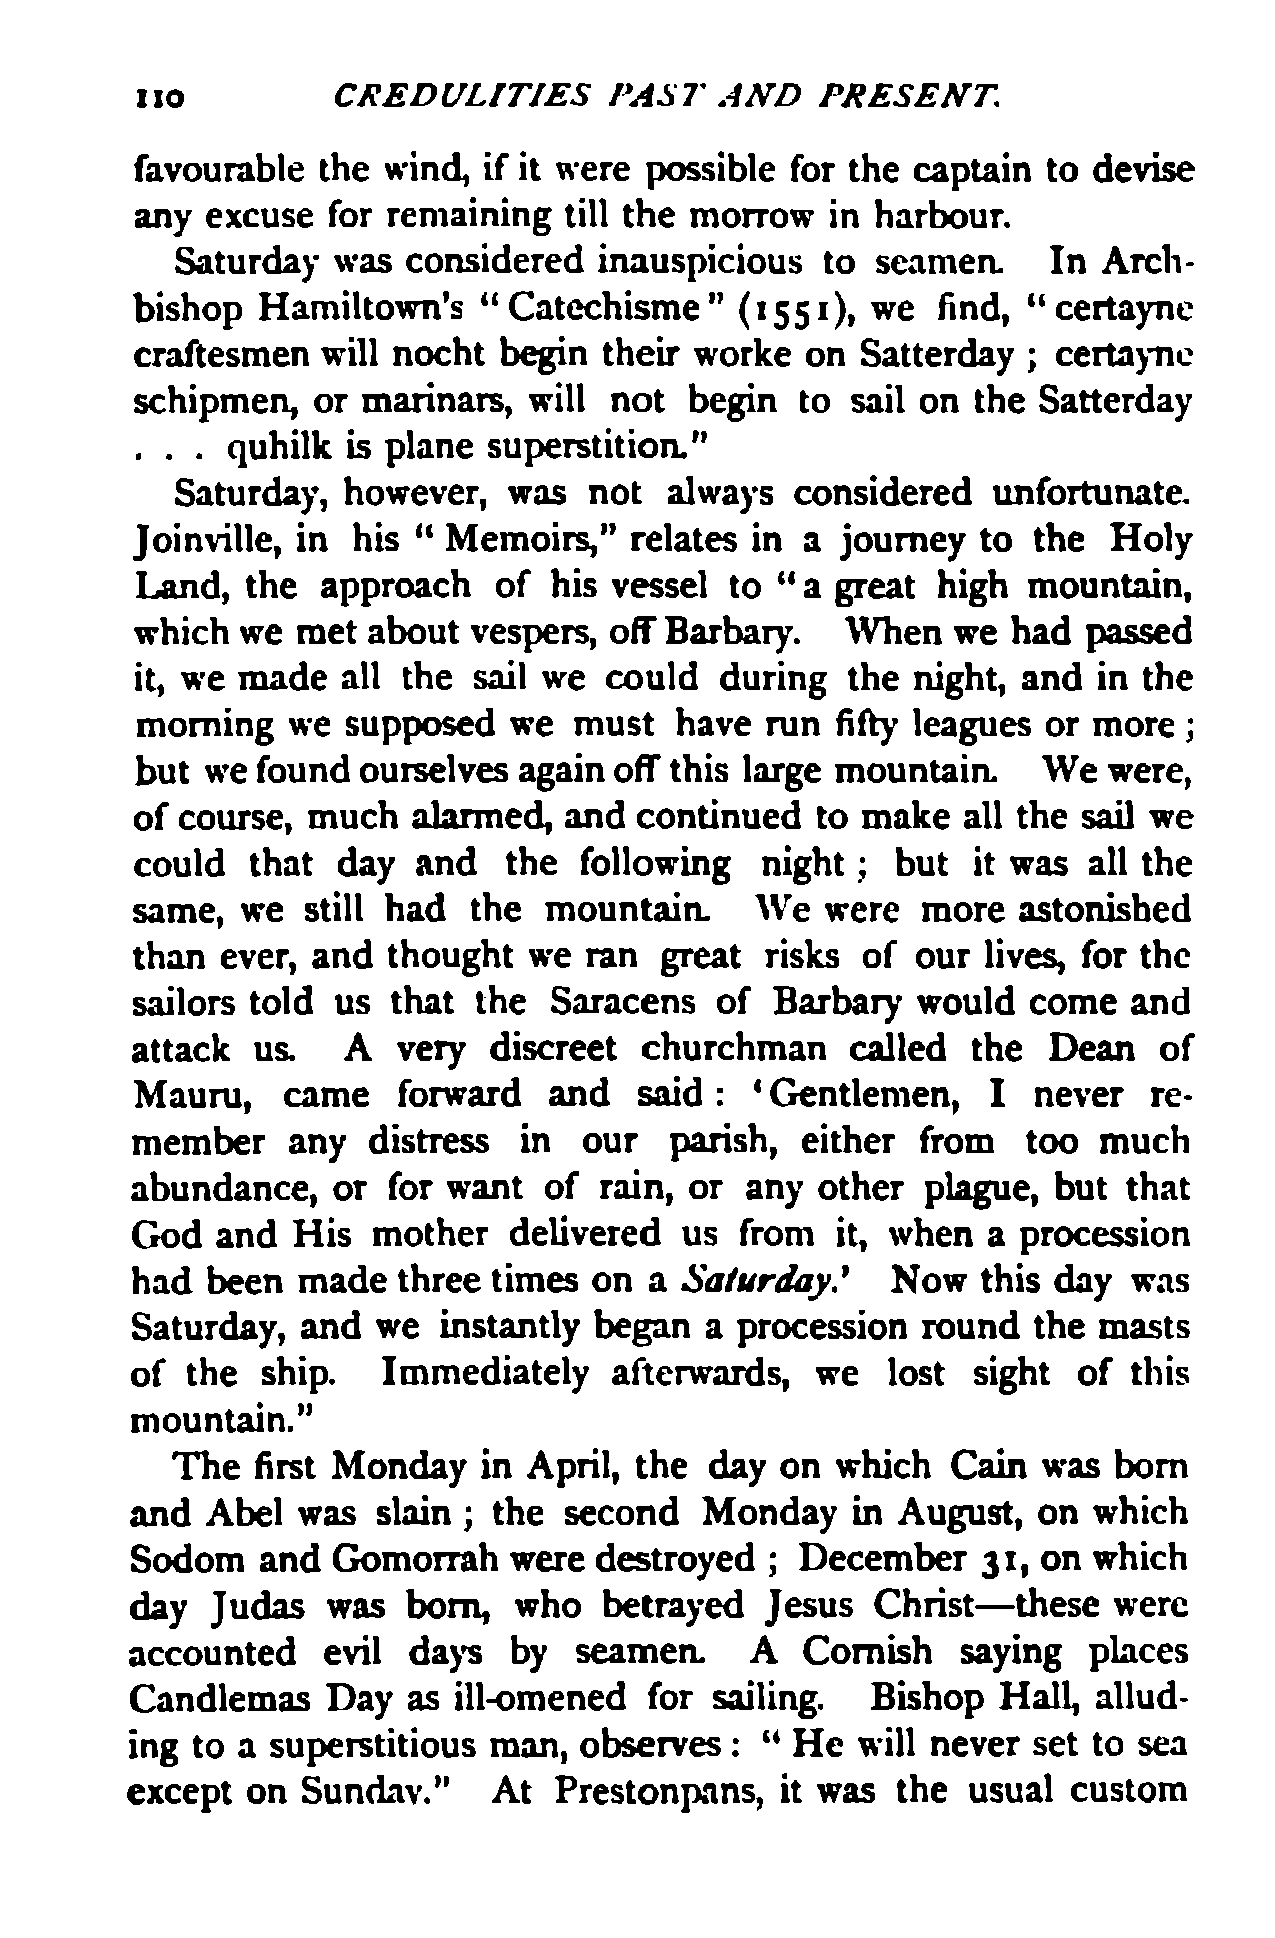 110 CREDULITIES PAST AND PRESENT.
favourable the wind, if it were possible for the captain to devise
any excuse for remaining till the morrow in harbour.
Saturday was considered inauspicious to seamen. In Arch-
bishop Hamiltown's "Catechisme" (1551), we find, "certayne
craftesmen will nocht begin their worke on Satterday ; certayne
schipmen, or marinars, will not begin to sail on the Satterday
. . . quhilk is plane superstition."
Saturday, however, was not always considered unfortunate.
Joinville, in his "Memoirs," relates in a journey to the Holy
Land, the approach of his vessel to "a great high mountain,
which we met about vespers, off Barbary. When we had passed
it, we made all the sail we could during the night, and in the
morning we supposed we must have run fifty leagues or more ;
but we found ourselves again off this large mountain. We were,
of course, much alarmed, and continued to make all the sail we
could that day and the following night ; but it was all the
same, we still had the mountain. We were more astonished
than ever, and thought we ran great risks of our lives, for the
sailors told us that the Saracens of Barbary would come and
attack us. A very discreet churchman called the Dean of
Mauru, came forward and said : 'Gentlemen, I never re-
member any distress in our parish, either from too much
abundance, or for want of rain, or any other plague, but that
God and His mother delivered us from it, when a procession
had been made three times on a Saturday.' Now this day was
Saturday, and we instantly began a procession round the masts
of the ship. Immediately afterwards, we lost sight of this
mountain."
The first Monday in April, the day on which Cain was born
and Abel was slain ; the second Monday in August, on which
Sodom and Gomorrah were destroyed ; December 31, on which
day Judas was born, who betrayed Jesus Christ—these were
accounted evil days by seamen. A Cornish saying places
Candlemas Day as ill-omened for sailing. Bishop Hall, allud-
ing to a superstitious man, observes : "He will never set to sea
except on Sunday." At Prestonpans, it was the usual custom